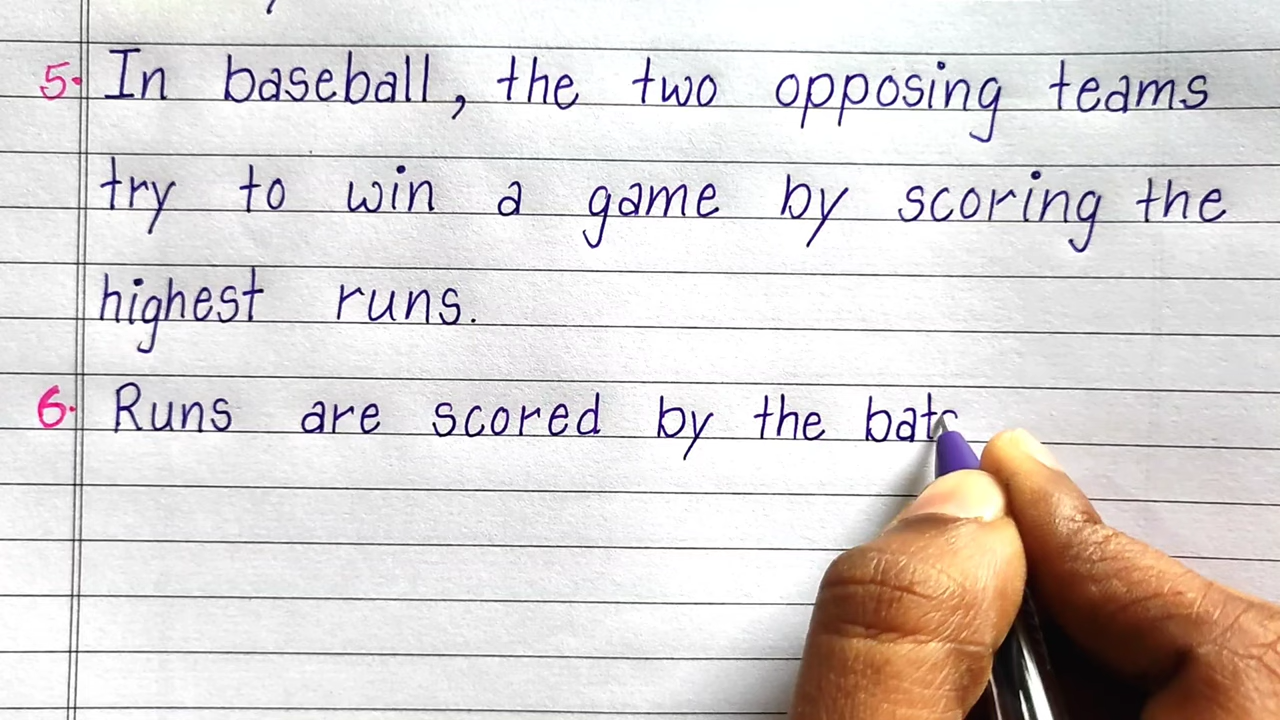 5. In baseball, the two opposing teams
try to win a game by scoring the
highest runs.
6. Runs are scored by the bats